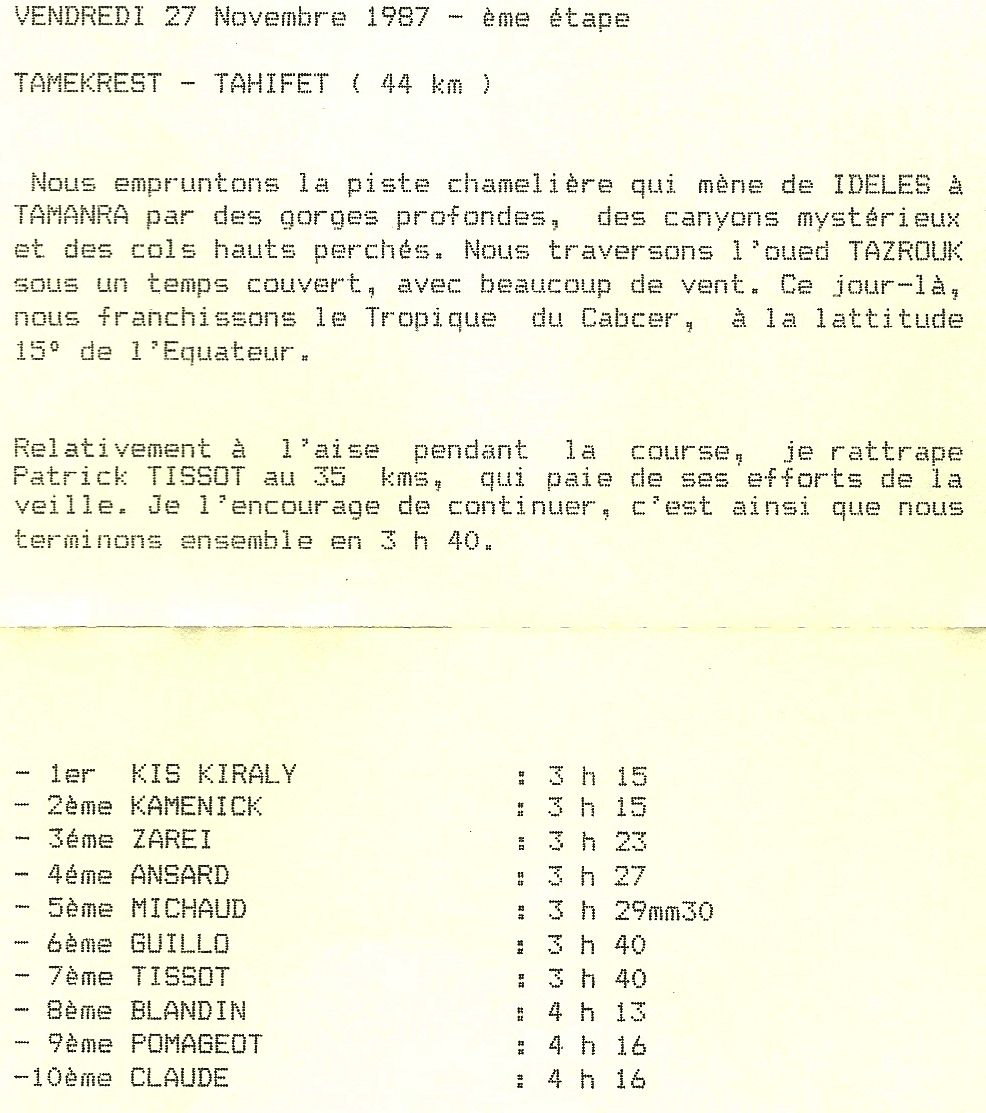 VENDREDI 27 Novembre 1987 - ème étape
TAMEKREST - TAHIFET ( 44 km )
Nous empruntons la piste chamelière qui mène de IDELES à
TAMANRA par des gorges profondes, des canyons mystérieux
et des cols hauts perchés. Nous traversons l'oued TAZROUK
sous un temps couvert, avec beaucoup de vent. Ce jour-là,
nous franchissons le Tropique du Cabcer, à la lattitude
15° de l'Equateur.
Relativement à l'aise pendant la course, je rattrape
Patrick TISSOT au 35 kms, qui paie de ses efforts de la
veille. Je l'encourage de continuer, c'est ainsi que nous
terminons ensemble en 3 h 40.
- 1er KIS KIRALY : 3 h 15
- 2ème KAMENICK : 3 h 15
- 3éme ZAREI : 3 h 23
- 4éme ANSARD : 3 h 27
- 5ème MICHAUD : 3 h 29mm30
- 6ème GUILLO : 3 h 40
- 7ème TISSOT : 3 h 40
- 8ème BLANDIN : 4 h 13
- 9ème POMAGEOT : 4 h 16
-10ème CLAUDE : 4 h 16